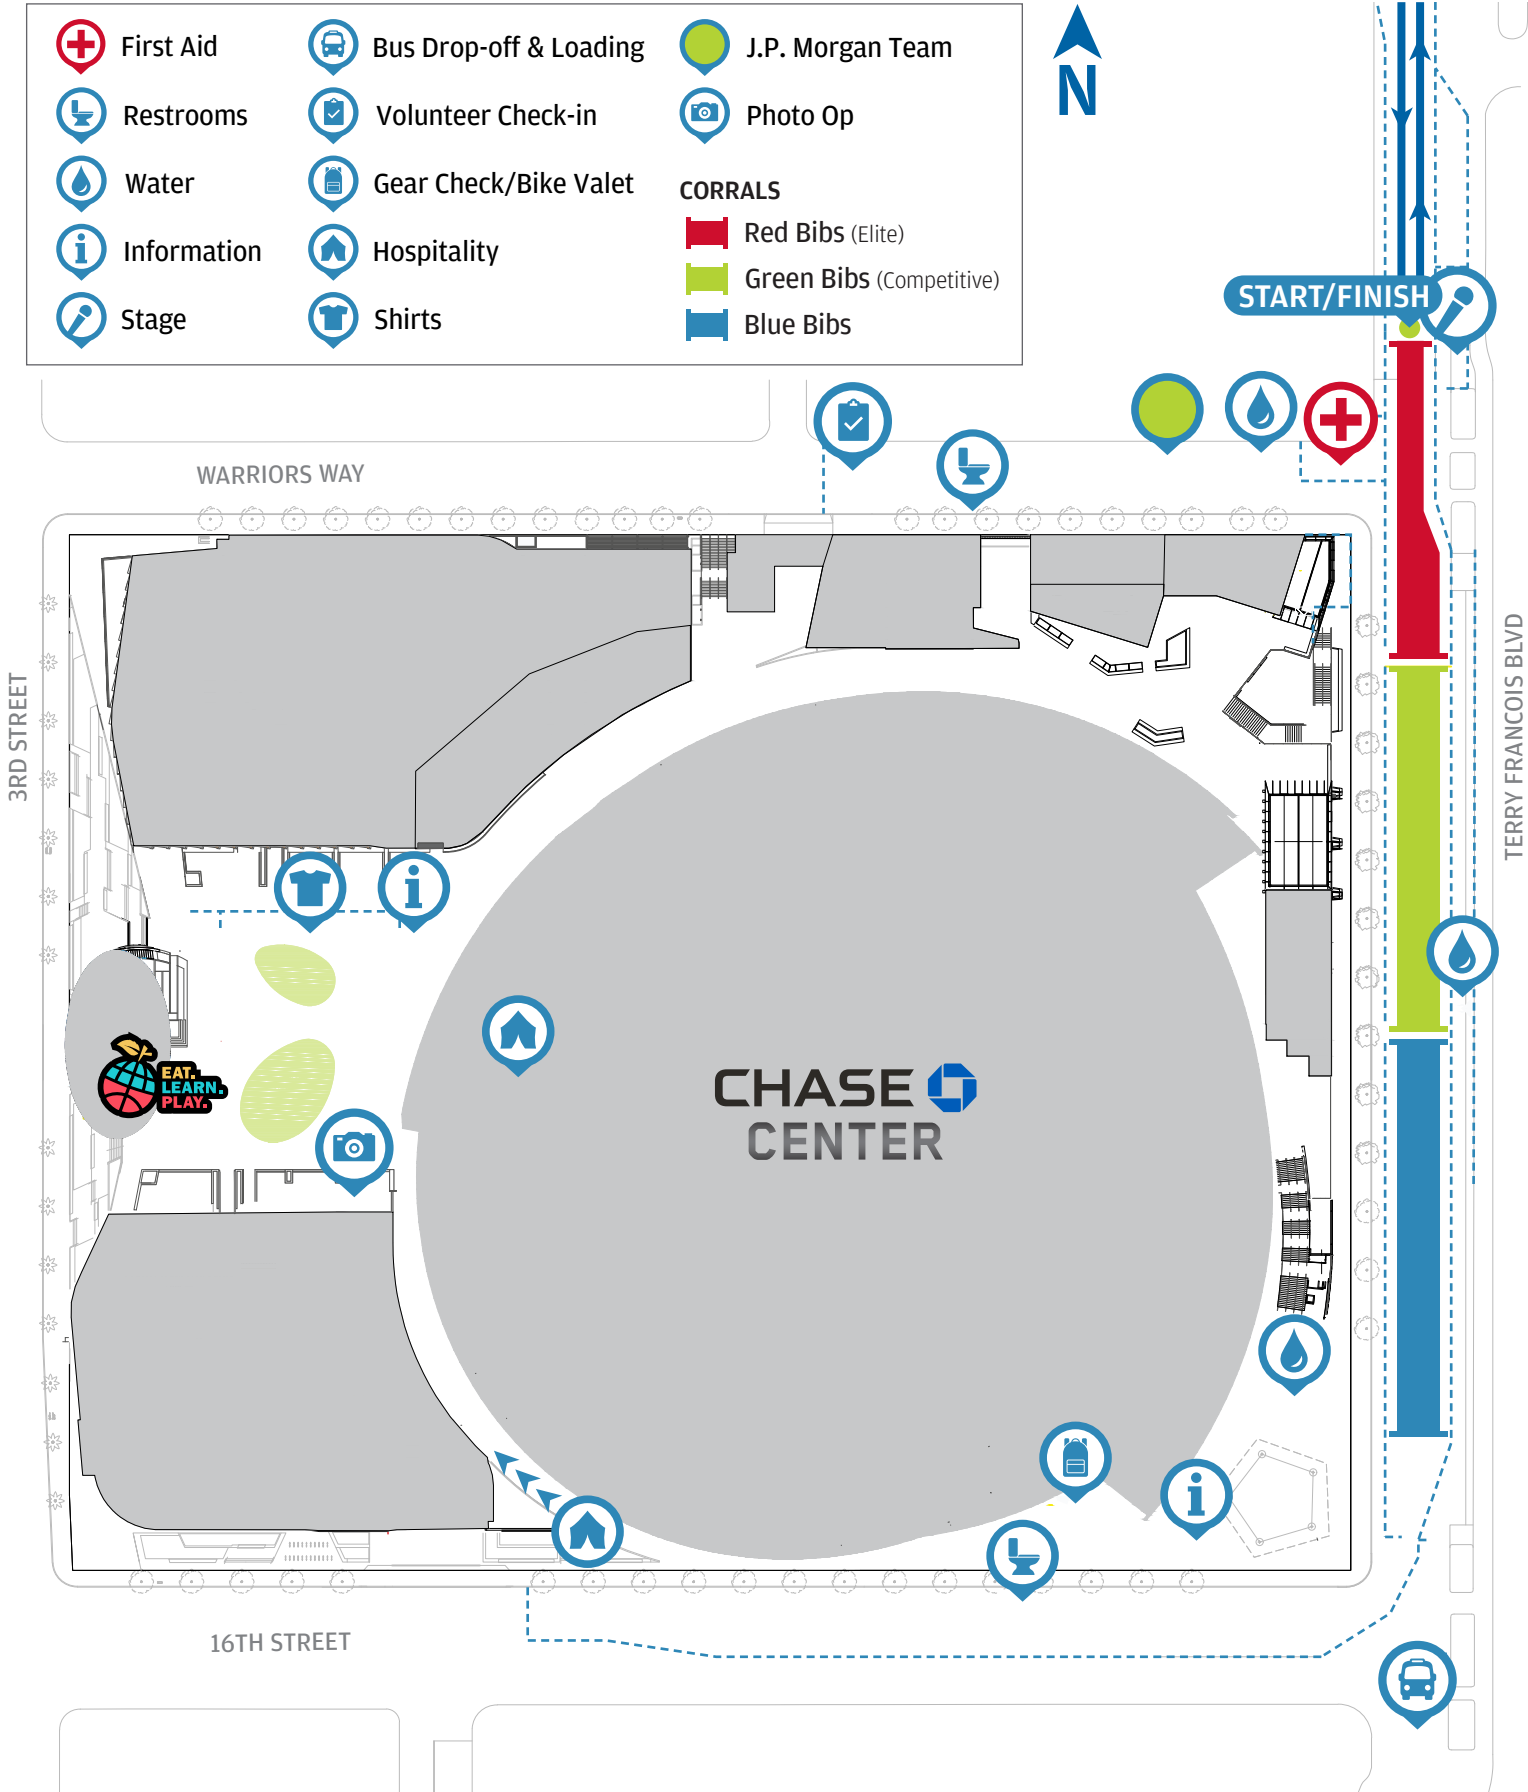 First Aid
Restrooms
Water
Information
Stage
Bus Drop-off & Loading
Volunteer Check-in
Gear Check/Bike Valet
Hospitality
Shirts
J.P. Morgan Team
Photo Op
CORRALS
Red Bibs (Elite)
Green Bibs (Competitive)
Blue Bibs
N
START/FINISH
WARRIORS WAY
3RD STREET
TERRY FRANCOIS BLVD
EAT.
LEARN.
PLAY.
CHASE
CENTER
16TH STREET